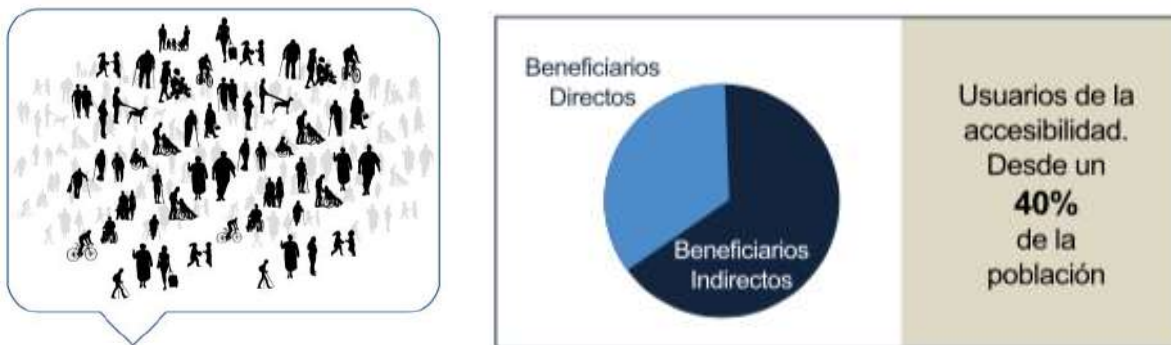 Beneficiarios
Directos
Beneficiarios
Indirectos
Usuarios de la
accesibilidad.
Desde un
40%
de la
población